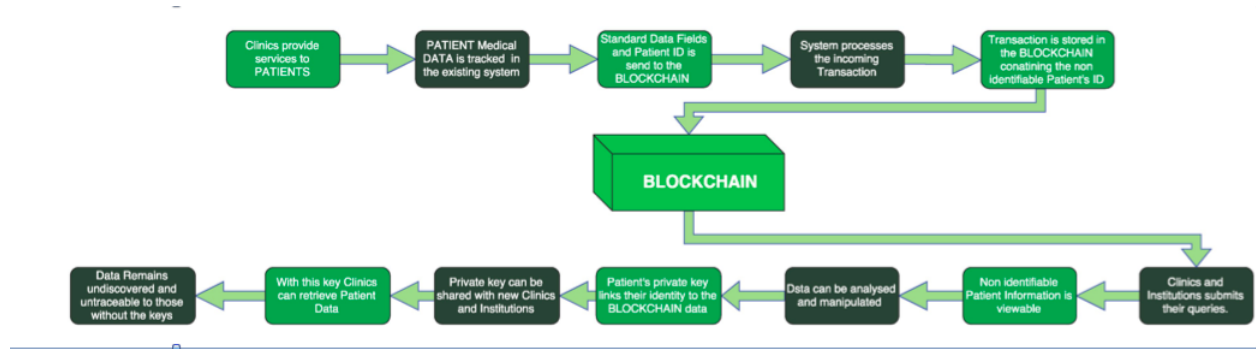 Clinics provide
services to
PATIENTS
PATIENT Medical
DATA is tracked in
the existing system
Standard Data Fields
and Patient ID is
send to the
BLOCKCHAIN
System processes
the incoming
Transaction
Transaction is stored in
the BLOCKCHAIN
conatining the non
identifiable Patient's ID
BLOCKCHAIN
Clinics and
Institutions submits
their queries.
Non identifiable
Patient Information is
viewable
Dsta can be analysed
and manipulated
Patient's private key
links their identity to the
BLOCKCHAIN data
Private key can be
shared with new Clinics
and Institutions
With this key Clinics
can retrieve Patient
Data
Data Remains
undiscovered and
untraceable to those
without the keys